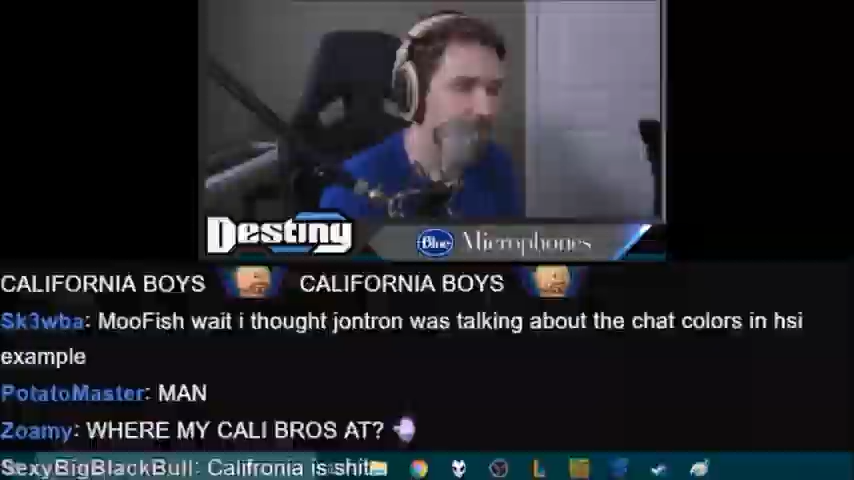 Destiny
Blue Microphones
CALIFORNIA BOYS CALIFORNIA BOYS
Sk3wba: MooFish wait i thought jontron was talking about the chat colors in hsi
example
PotatoMaster: MAN
Zoamy: WHERE MY CALI BROS AT?
SexyBigBlackBull: Califronia is shit